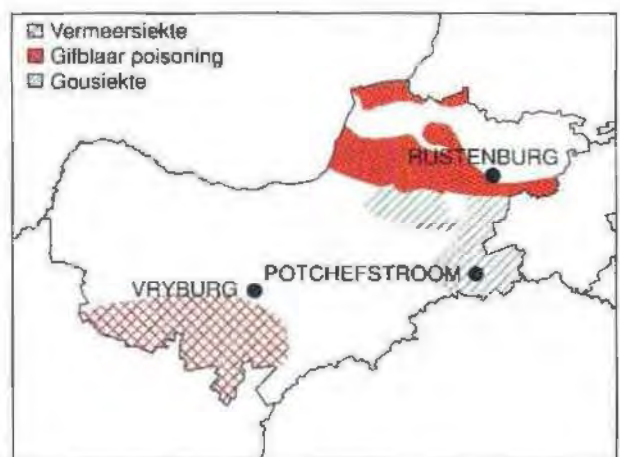 Vermeersiekte
Gifblaar poisoning
Gousiekte
RUSTENBURG
POTCHEFSTROOM
VRYBURG